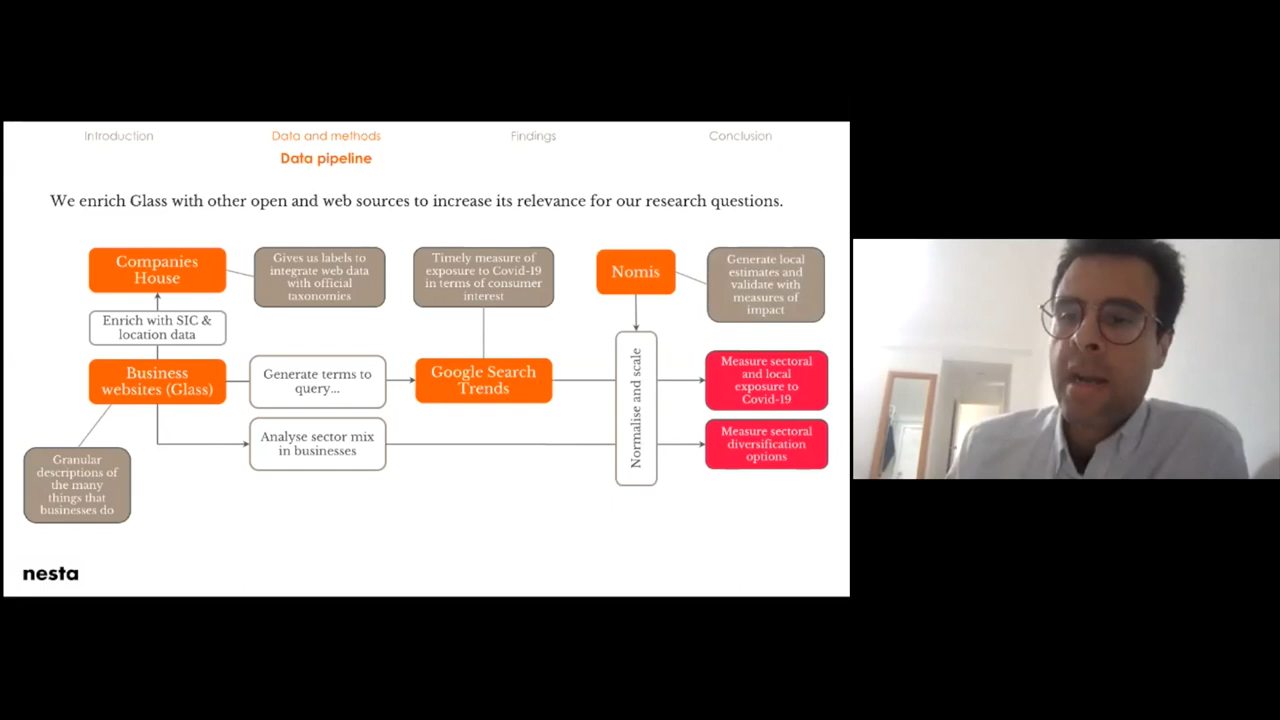 Introduction
Data and methods
Findings
Conclusion
Data pipeline
We enrich Glass with other open and web sources to increase its relevance for our research questions.
Companies
House
Gives us labels to
integrate web data
with official
taxonomies
Timely measure of
exposure to Covid-19
in terms of consumer
interest
Nomis
Generate local
estimates and
validate with
measures of
impact
Enrich with SIC &
location data
Business
websites (Glass)
Generate terms to
query...
Google Search
Trends
Normalise and scale
Measure sectoral
and local
exposure to
Covid-19
Analyse sector mix
in businesses
Measure sectoral
diversification
options
Granular
descriptions of
the many
things that
businesses do
nesta